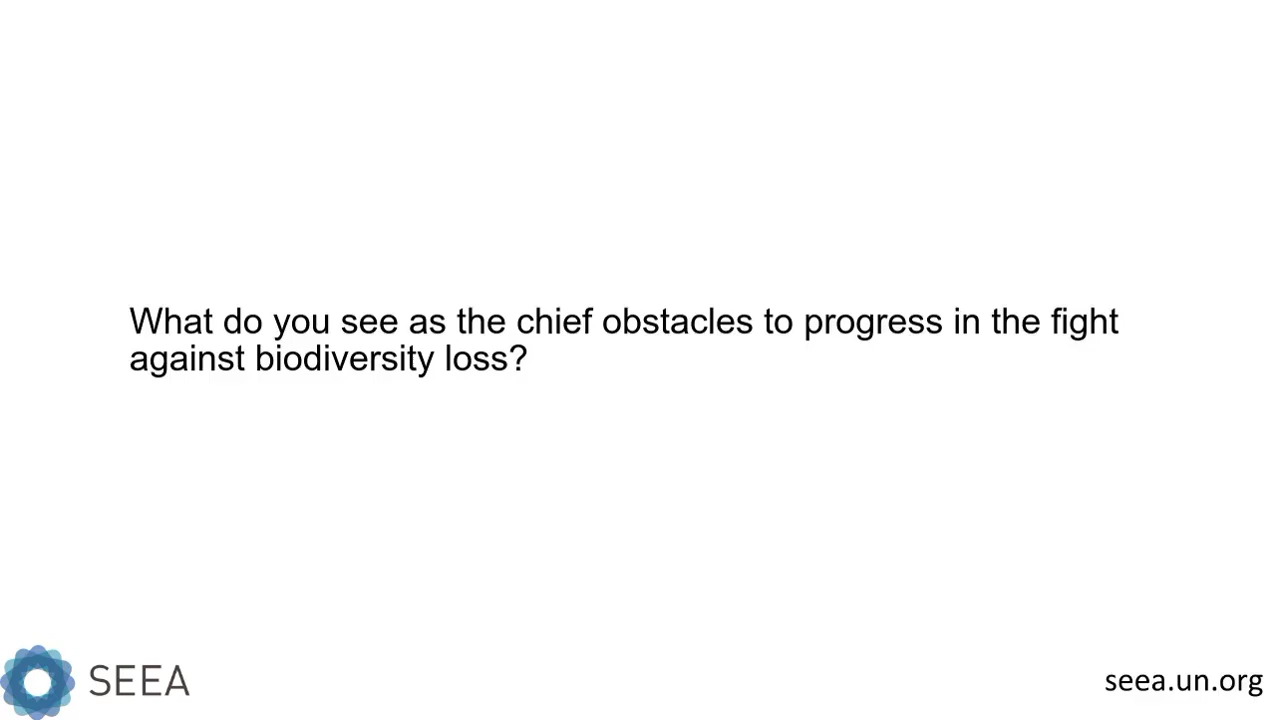 What do you see as the chief obstacles to progress in the fight
against biodiversity loss?
SEEA
seea.un.org